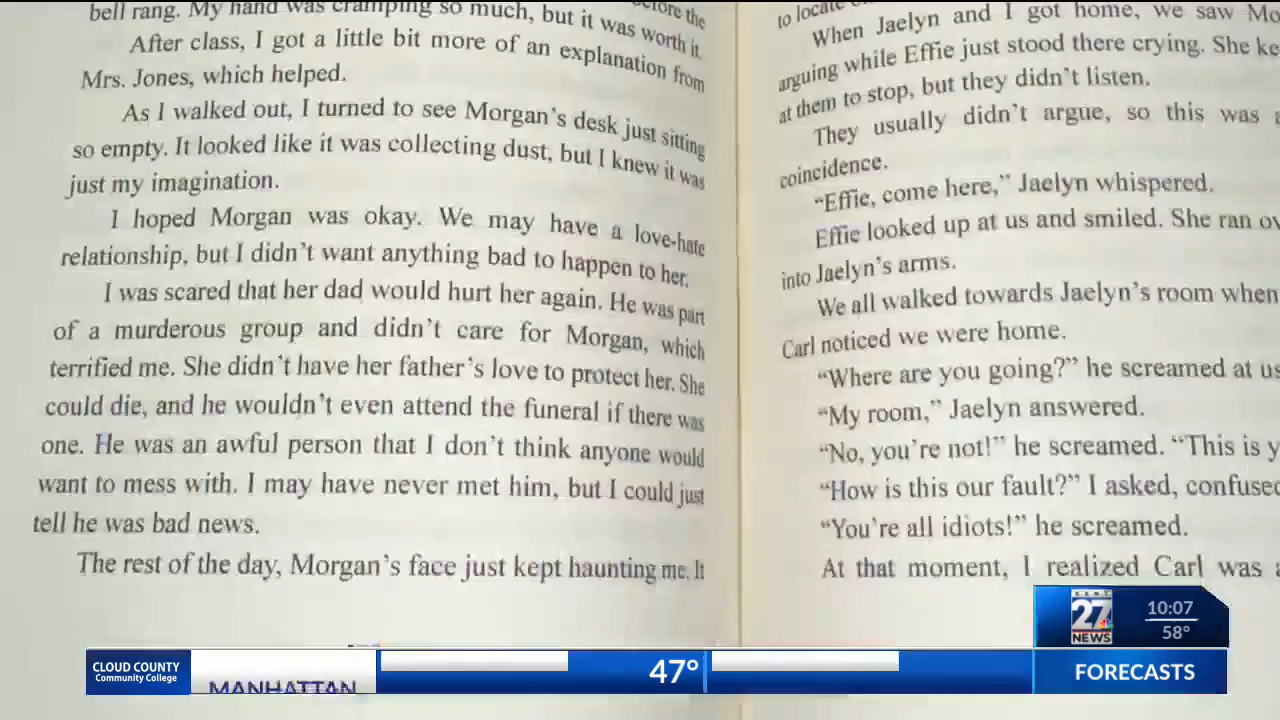 before the
bell rang. My hand was cramping so much, but it was worth it.
After class, I got a little bit more of an explanation from
Mrs. Jones, which helped.
As I walked out, I turned to see Morgan's desk just sitting
so empty. It looked like it was collecting dust, but I knew it was
just my imagination.
I hoped Morgan was okay. We may have a love-hate
relationship, but I didn't want anything bad to happen to her.
I was scared that her dad would hurt her again. He was part
of a murderous group and didn't care for Morgan, which
terrified me. She didn't have her father's love to protect her. She
could die, and he wouldn't even attend the funeral if there was
one. He was an awful person that I don't think anyone would
want to mess with. I may have never met him, but I could just
tell he was bad news.
The rest of the day, Morgan's face just kept haunting me. It
to locate
When Jaelyn and I got home, we saw Mo
arguing while Effie just stood there crying. She ke
at them to stop, but they didn't listen.
They usually didn't argue, so this was a
coincidence.
“Effie, come here,” Jaelyn whispered.
Effie looked up at us and smiled. She ran ov
into Jaelyn's arms.
We all walked towards Jaelyn's room when
Carl noticed we were home.
“Where are you going?” he screamed at us
“My room,” Jaelyn answered.
“No, you're not!” he screamed. “This is y
“How is this our fault?” I asked, confused
“You're all idiots!” he screamed.
At that moment, I realized Carl was a
KSNT
27
NEWS
10:07
58°
CLOUD COUNTY
Community College
MANHATTAN
47°
FORECASTS